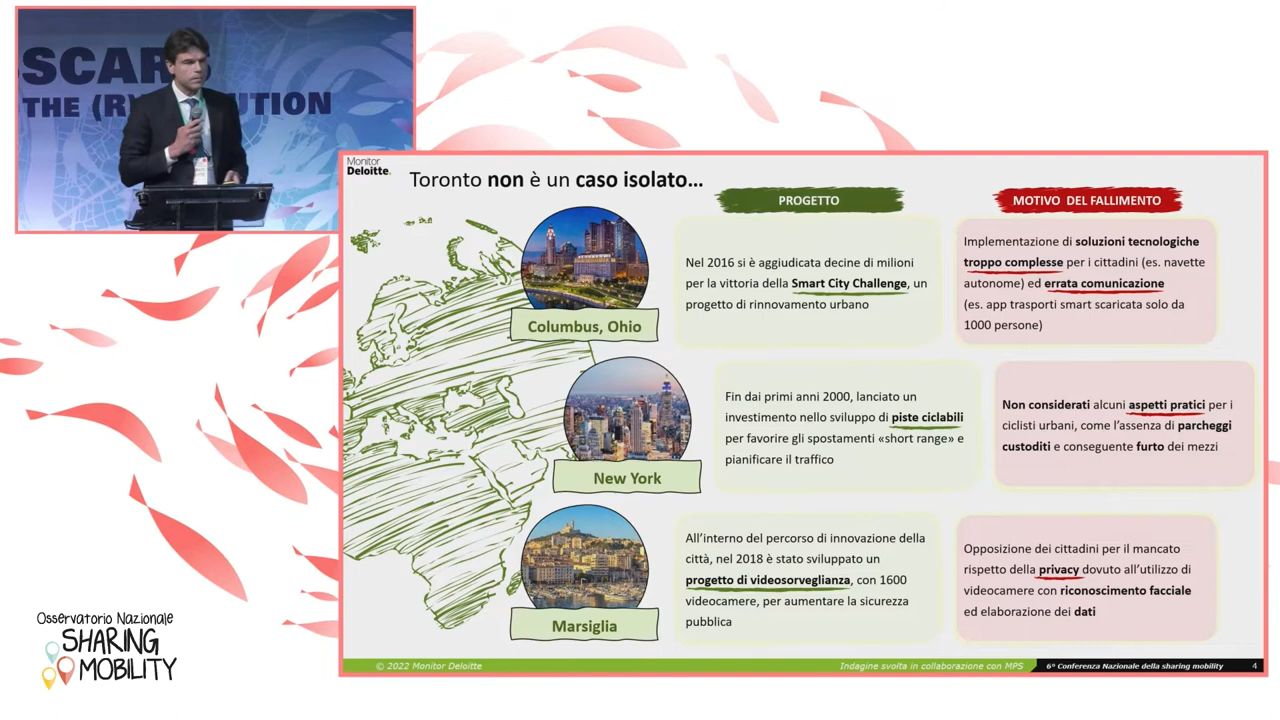 SCAR
THE (R) UTION
Monitor
Deloitte.
Toronto non è un caso isolato...
PROGETTO
MOTIVO DEL FALLIMENTO
Columbus, Ohio
Nel 2016 si è aggiudicata decine di milioni
per la vittoria della Smart City Challenge, un
progetto di rinnovamento urbano
Implementazione di soluzioni tecnologiche
troppo complesse per i cittadini (es. navette
autonome) ed errata comunicazione
(es. app trasporti smart scaricata solo da
1000 persone)
New York
Fin dai primi anni 2000, lanciato un
investimento nello sviluppo di piste ciclabili
per favorire gli spostamenti «short range» e
pianificare il traffico
Non considerati alcuni aspetti pratici per i
ciclisti urbani, come l'assenza di parcheggi
custoditi e conseguente furto dei mezzi
Marsiglia
All'interno del percorso di innovazione della
città, nel 2018 è stato sviluppato un
progetto di videosorveglianza, con 1600
videocamere, per aumentare la sicurezza
pubblica
Opposizione dei cittadini per il mancato
rispetto della privacy dovuto all'utilizzo di
videocamere con riconoscimento facciale
ed elaborazione dei dati
© 2022 Monitor Deloitte
Indagine svolta in collaborazione con MPS
6° Conferenza Nazionale della sharing mobility
4
Osservatorio Nazionale
SHARING
MOBILITY